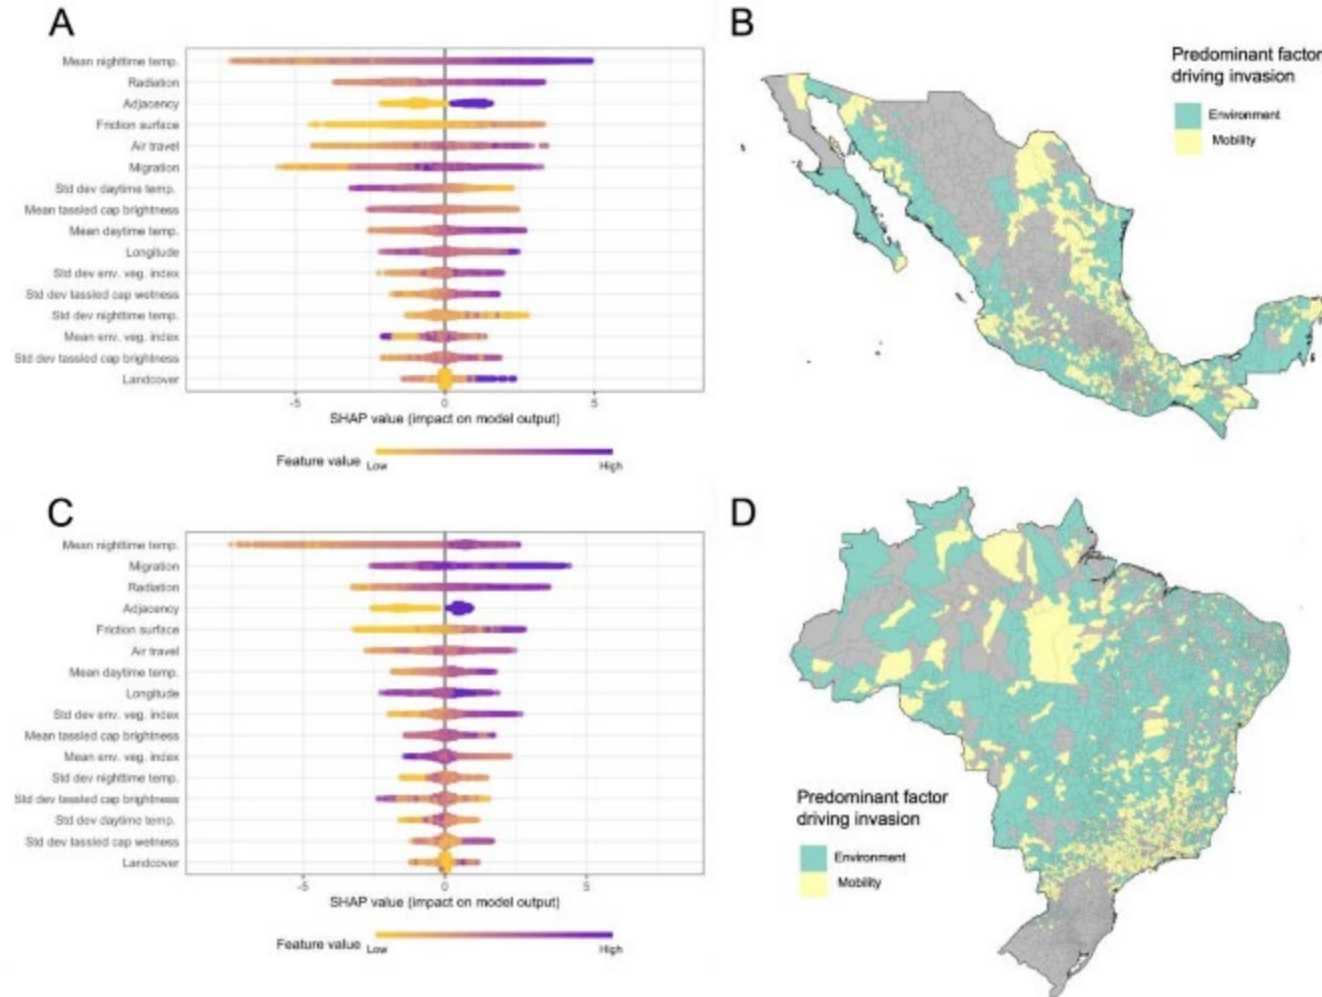 A
Mean nighttime temp.
Radiation
Adjacency
Friction surface
Air travel
Migration
Std dev daytime temp.
Mean tassled cap brightness
Mean daytime temp.
Longitude
Std dev env. veg. index
Std dev tassled cap wetness
Std dev nighttime temp.
Mean env. veg. index
Std dev tassled cap brightness
Landcover
-5
0
5
SHAP value (impact on model output)
Feature value
Low
High
B
Predominant factor
driving invasion
Environment
Mobility
C
Mean nighttime temp.
Migration
Radiation
Adjacency
Friction surface
Air travel
Mean daytime temp.
Longitude
Std dev env. veg. index
Mean tassled cap brightness
Mean env. veg. index
Std dev nighttime temp.
Std dev tassled cap brightness
Std dev daytime temp.
Std dev tassled cap wetness
Landcover
-5
0
5
SHAP value (impact on model output)
Feature value
Low
High
D
Predominant factor
driving invasion
Environment
Mobility